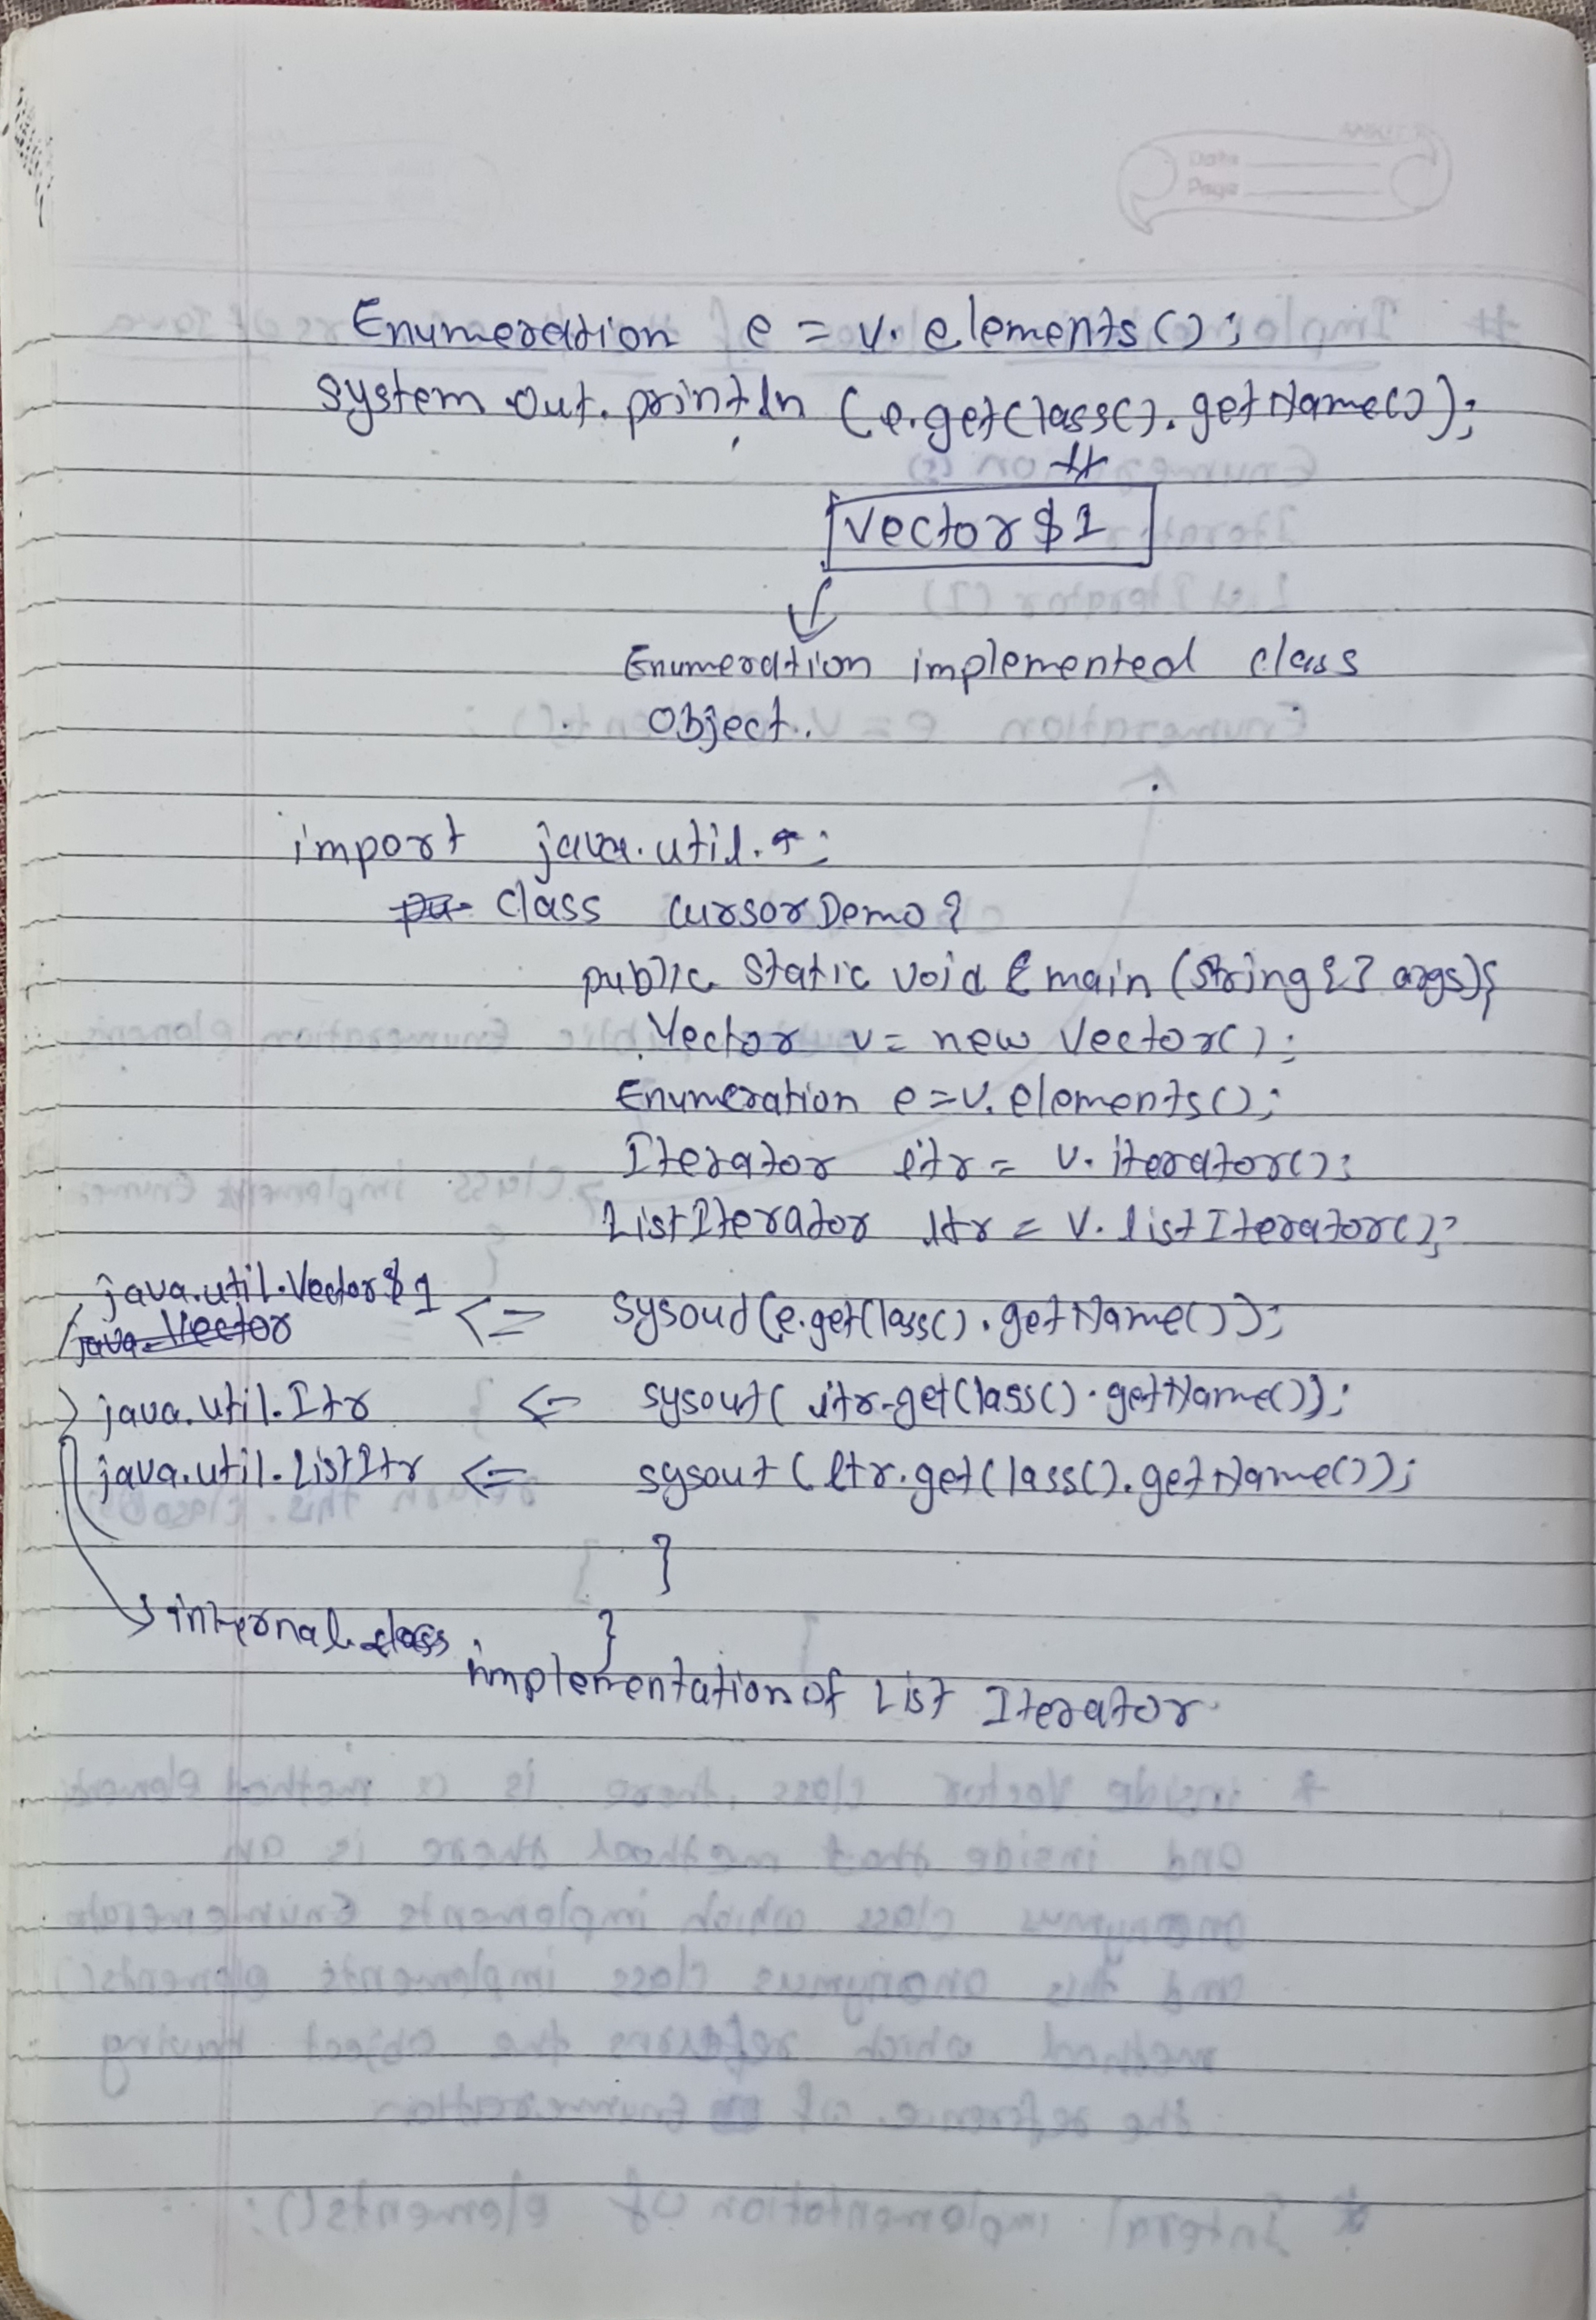 Enumeration e = v.elements();
System.out.println(e.getClass().getName());
Vector$1
Enumeration implemented class
Object.
import java.util.*;
class cursorDemo{
public static void main(String[] args){
Vector v = new Vector();
Enumeration e=v.elements();
Iterator itr = v.iterator();
ListIterator ltr = v.listIterator();
java.util.Vector$1 <= sysout(e.getClass().getName());
java.Vector
java.util.Itr <= sysout(itr.getClass().getName());
java.util.ListItr <= sysout(ltr.getClass().getName());
}
internal class }
implementation of List Iterator